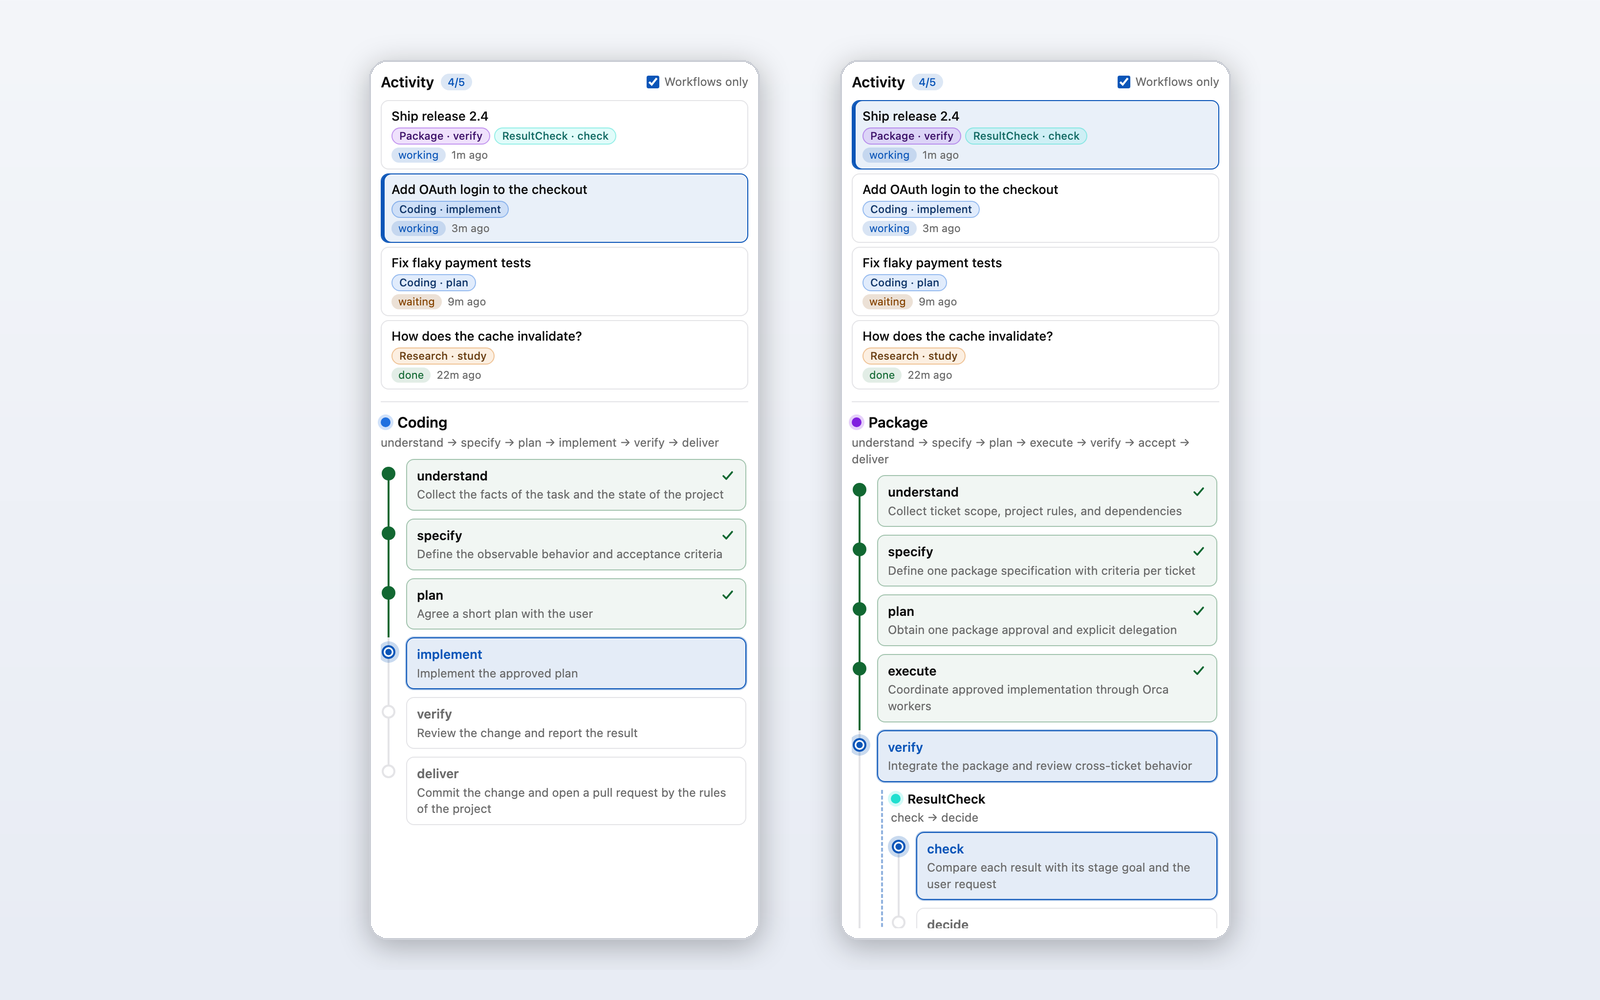 Activity 4/5 Workflows only
Ship release 2.4
Package · verify ResultCheck · check
working 1m ago
Add OAuth login to the checkout
Coding · implement
working 3m ago
Fix flaky payment tests
Coding · plan
waiting 9m ago
How does the cache invalidate?
Research · study
done 22m ago
Coding
understand → specify → plan → implement → verify → deliver
understand
Collect the facts of the task and the state of the project
specify
Define the observable behavior and acceptance criteria
plan
Agree a short plan with the user
implement
Implement the approved plan
verify
Review the change and report the result
deliver
Commit the change and open a pull request by the rules
of the project
Activity 4/5 Workflows only
Ship release 2.4
Package · verify ResultCheck · check
working 1m ago
Add OAuth login to the checkout
Coding · implement
working 3m ago
Fix flaky payment tests
Coding · plan
waiting 9m ago
How does the cache invalidate?
Research · study
done 22m ago
Package
understand → specify → plan → execute → verify → accept →
deliver
understand
Collect ticket scope, project rules, and dependencies
specify
Define one package specification with criteria per ticket
plan
Obtain one package approval and explicit delegation
execute
Coordinate approved implementation through Orca
workers
verify
Integrate the package and review cross-ticket behavior
ResultCheck
check → decide
check
Compare each result with its stage goal and the
user request
decide